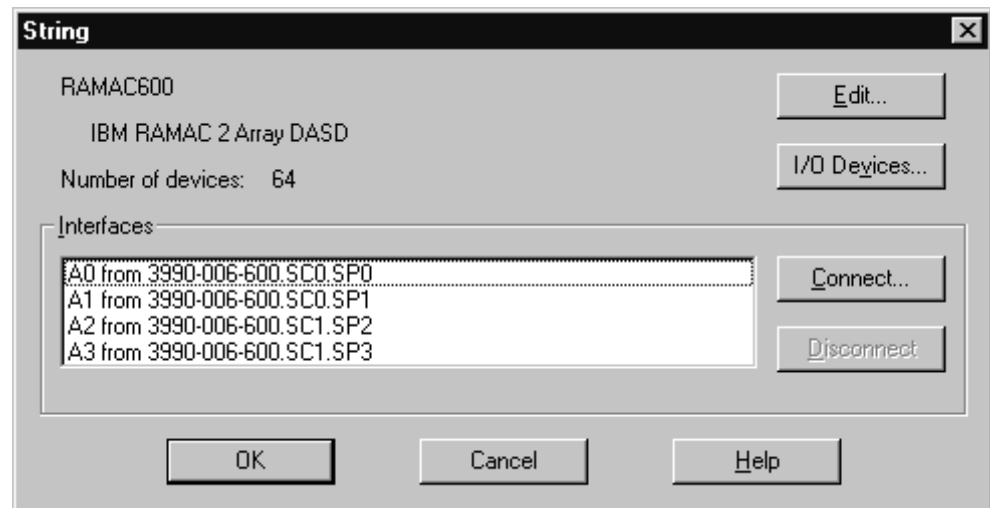 String
RAMAC600
Edit...
IBM RAMAC 2 Array DASD
I/O Devices...
Number of devices: 64
Interfaces
A0 from 3990-006-600.SC0.SP0
A1 from 3990-006-600.SC0.SP1
A2 from 3990-006-600.SC1.SP2
A3 from 3990-006-600.SC1.SP3
Connect...
Disconnect
OK
Cancel
Help